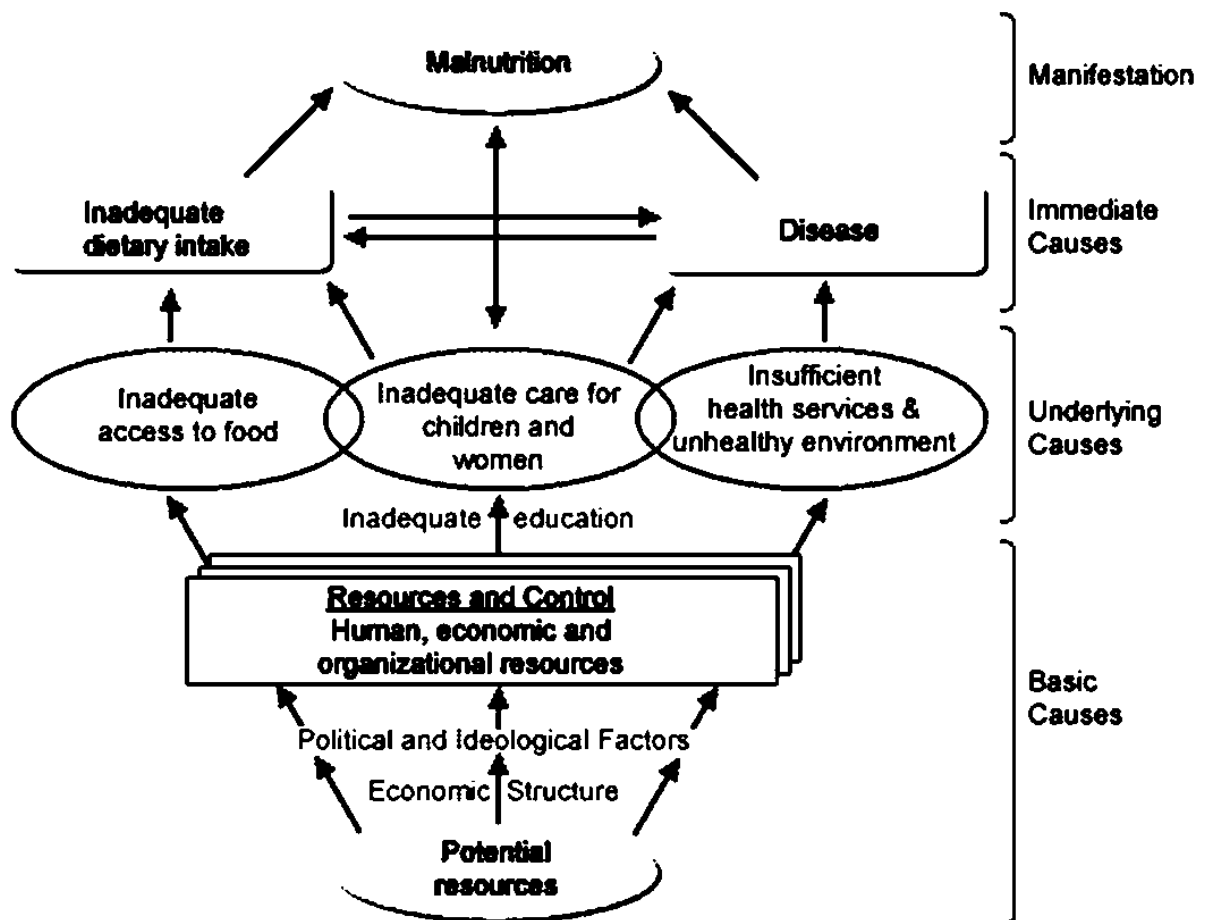 Malnutrition
Manifestation
Inadequate
dietary intake
Disease
Immediate
Causes
Inadequate
access to food
Inadequate care for
children and
women
Insufficient
health services &
unhealthy environment
Underlying
Causes
Inadequate education
Resources and Control
Human, economic and
organizational resources
Basic
Causes
Political and Ideological Factors
Economic Structure
Potential
resources